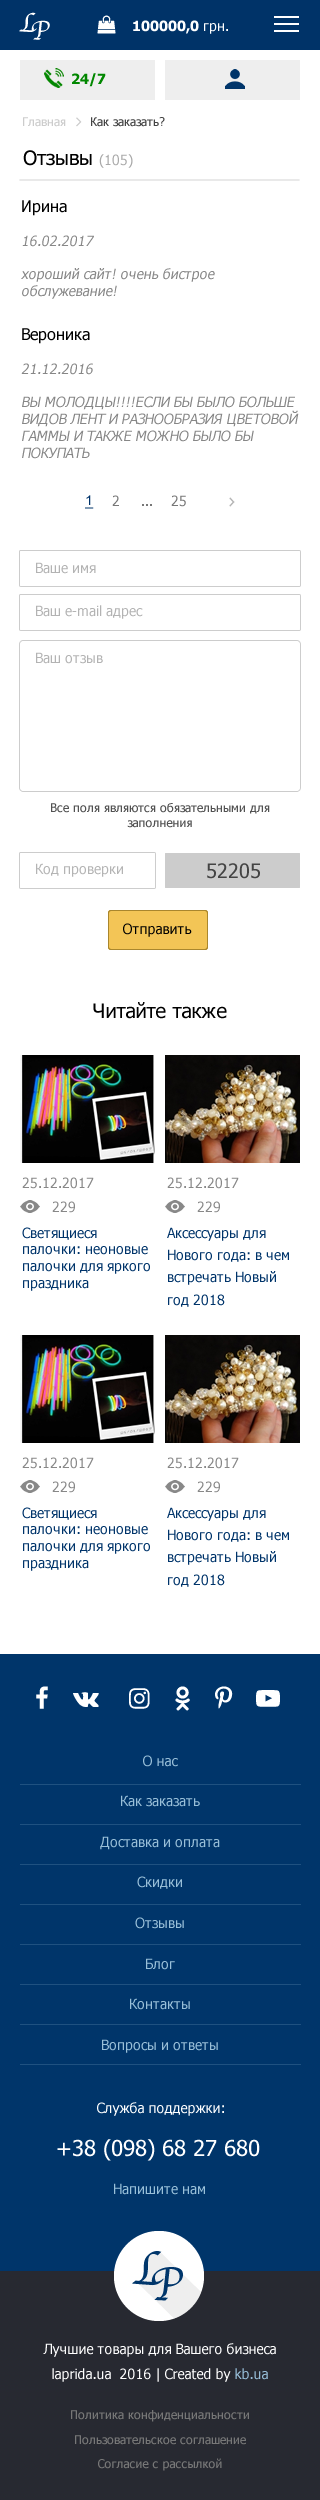 Lp
100000,0 грн.
24/7
Главная > Как заказать?
Отзывы (105)
Ирина
16.02.2017
хороший сайт! очень быстрое
обслужевание!
Вероника
21.12.2016
ВЫ МОЛОДЦЫ!!!!ЕСЛИ БЫ БЫЛО БОЛЬШЕ
ВИДОВ ЛЕНТ И РАЗНООБРАЗИЯ ЦВЕТОВОЙ
ГАММЫ И ТАКЖЕ МОЖНО БЫЛО БЫ
ПОКУПАТЬ
1 2 ... 25 >
Ваше имя
Ваш e-mail адрес
Ваш отзыв
Все поля являются обязательными для
заполнения
Код проверки 52205
Отправить
Читайте также
25.12.2017
229
Светящиеся
палочки: неоновые
палочки для яркого
праздника
25.12.2017
229
Аксессуары для
Нового года: в чем
встречать Новый
год 2018
25.12.2017
229
Светящиеся
палочки: неоновые
палочки для яркого
праздника
25.12.2017
229
Аксессуары для
Нового года: в чем
встречать Новый
год 2018
О нас
Как заказать
Доставка и оплата
Скидки
Отзывы
Блог
Контакты
Вопросы и ответы
Служба поддержки:
+38 (098) 68 27 680
Напишите нам
Lp
Лучшие товары для Вашего бизнеса
laprida.ua 2016 | Created by kb.ua
Политика конфиденциальности
Пользовательское соглашение
Согласие с рассылкой